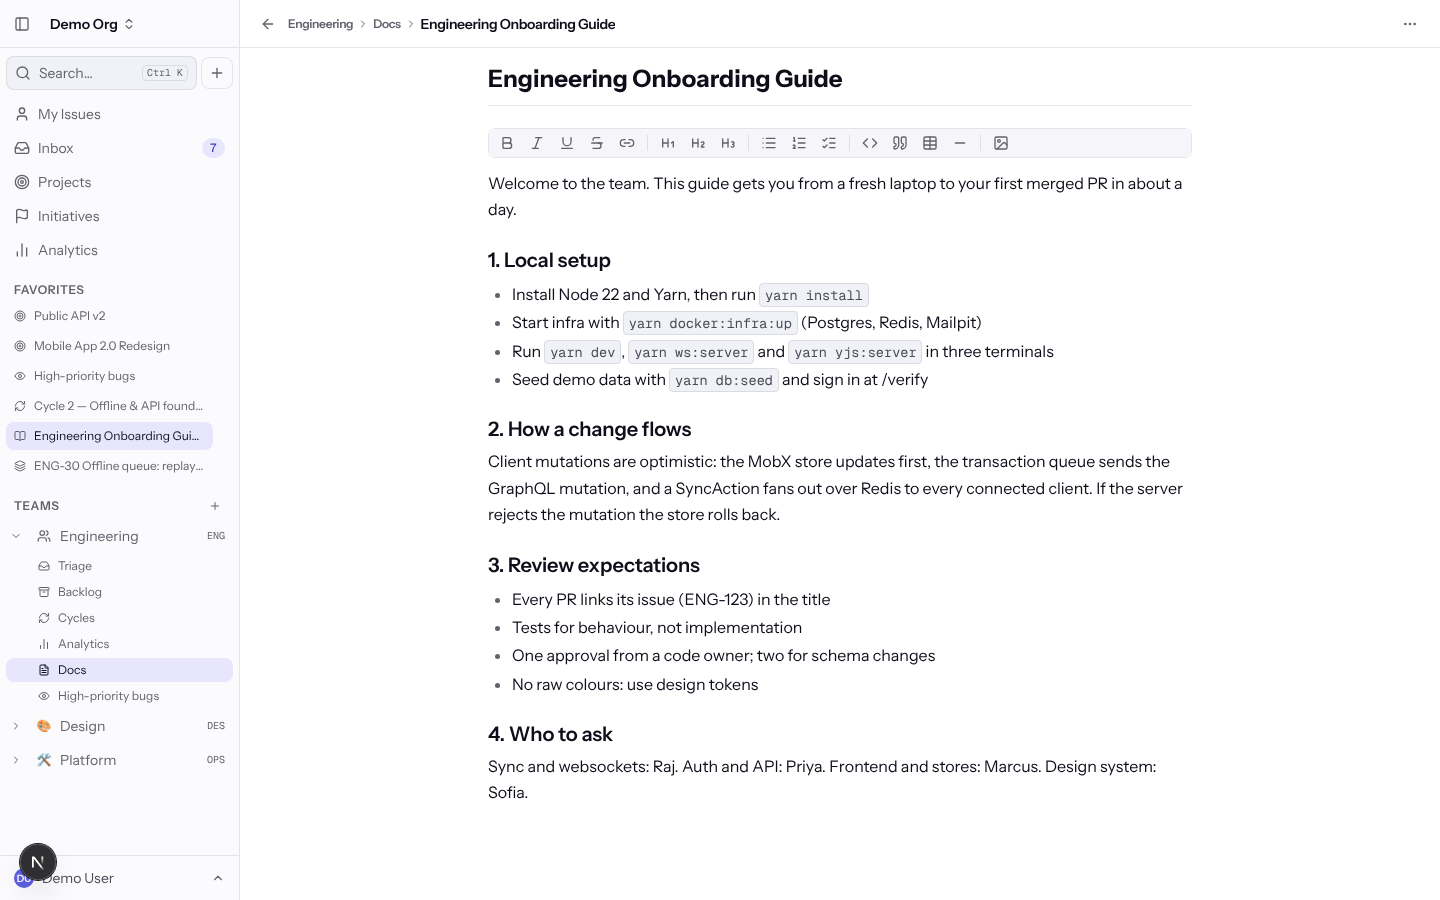 Demo Org
Engineering
Docs
Engineering Onboarding Guide
Search...
Ctrl K
My Issues
Inbox
7
Projects
Initiatives
Analytics
FAVORITES
Public API v2
Mobile App 2.0 Redesign
High-priority bugs
Cycle 2 — Offline & API found...
Engineering Onboarding Gui...
ENG-30 Offline queue: replay...
TEAMS
Engineering
ENG
Triage
Backlog
Cycles
Analytics
Docs
High-priority bugs
Design
DES
Platform
OPS
N
Demo User
Engineering Onboarding Guide
B I U S H1 H2 H3
Welcome to the team. This guide gets you from a fresh laptop to your first merged PR in about a
day.
1. Local setup
Install Node 22 and Yarn, then run yarn install
Start infra with yarn docker:infra:up (Postgres, Redis, Mailpit)
Run yarn dev, yarn ws:server and yarn yjs:server in three terminals
Seed demo data with yarn db:seed and sign in at /verify
2. How a change flows
Client mutations are optimistic: the MobX store updates first, the transaction queue sends the
GraphQL mutation, and a SyncAction fans out over Redis to every connected client. If the server
rejects the mutation the store rolls back.
3. Review expectations
Every PR links its issue (ENG-123) in the title
Tests for behaviour, not implementation
One approval from a code owner; two for schema changes
No raw colours: use design tokens
4. Who to ask
Sync and websockets: Raj. Auth and API: Priya. Frontend and stores: Marcus. Design system:
Sofia.